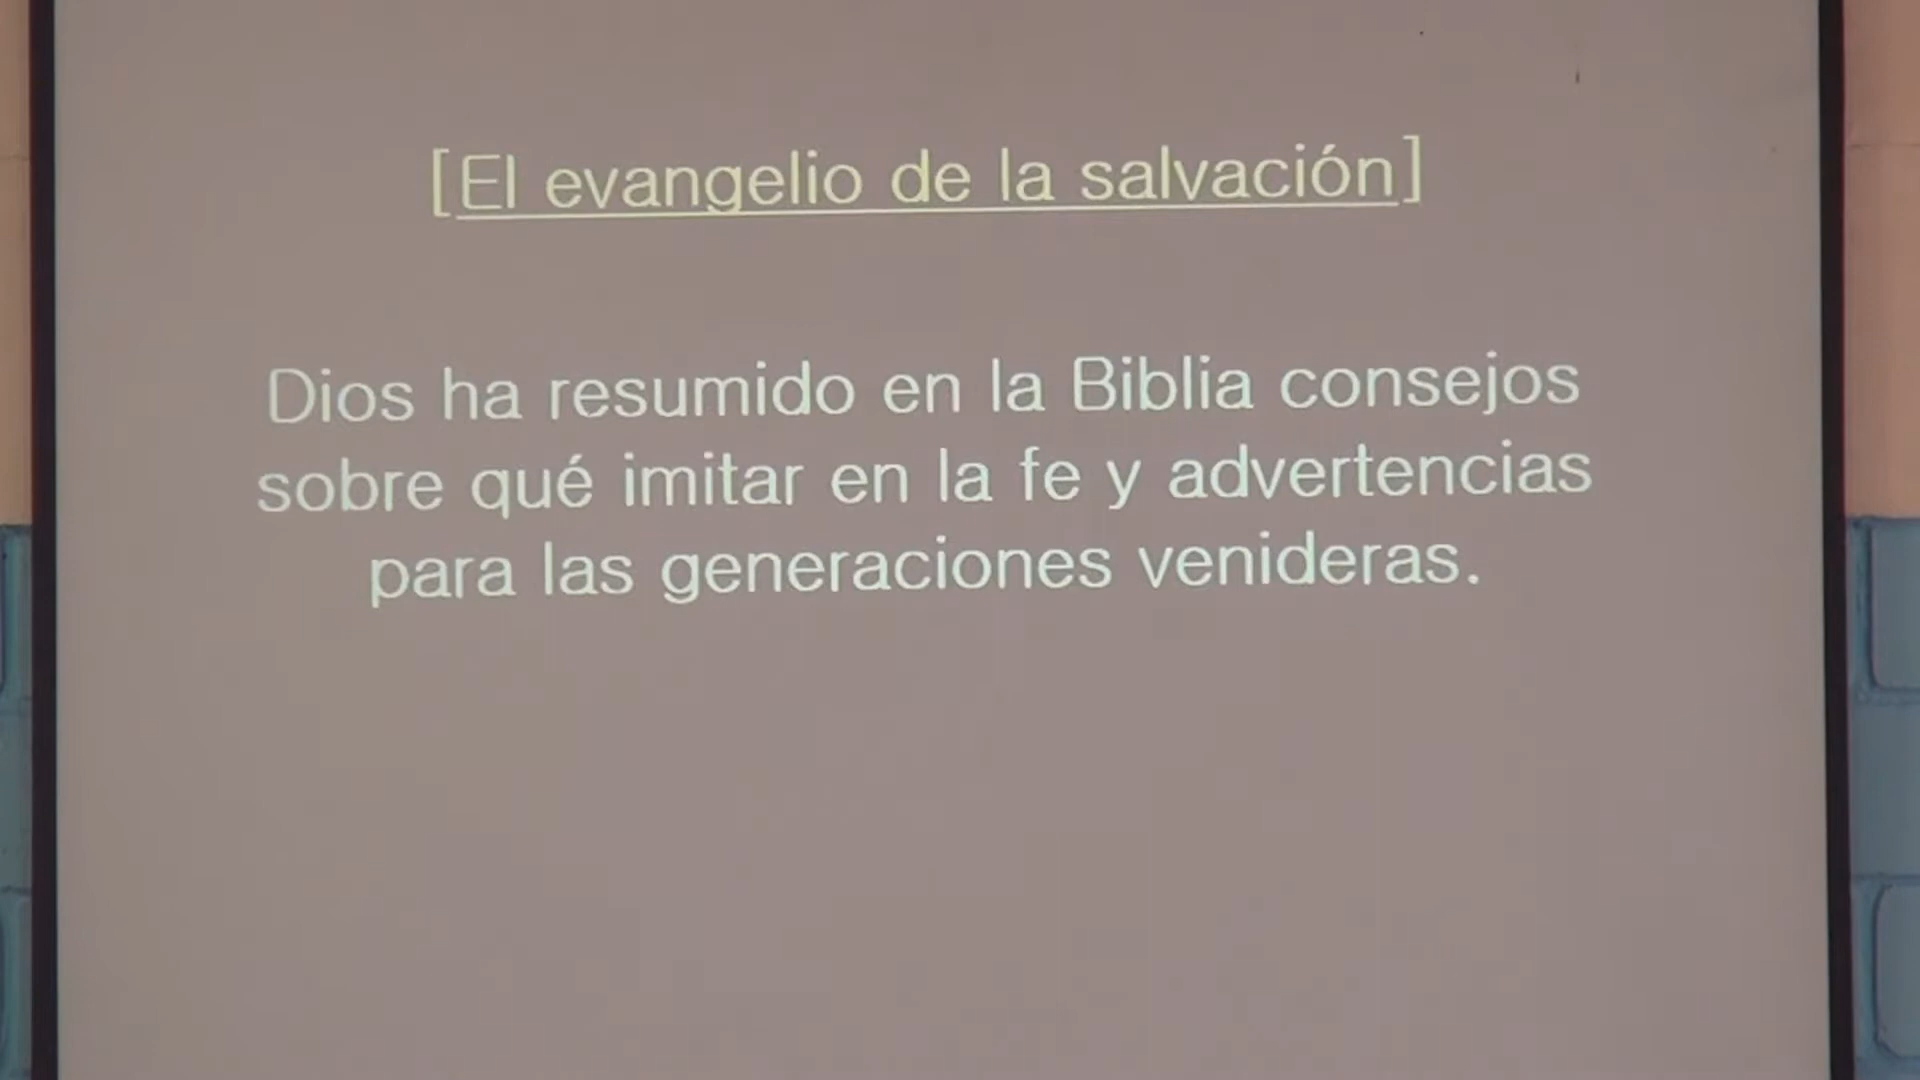 [El evangelio de la salvación]
Dios ha resumido en la Biblia consejos
sobre qué imitar en la fe y advertencias
para las generaciones venideras.